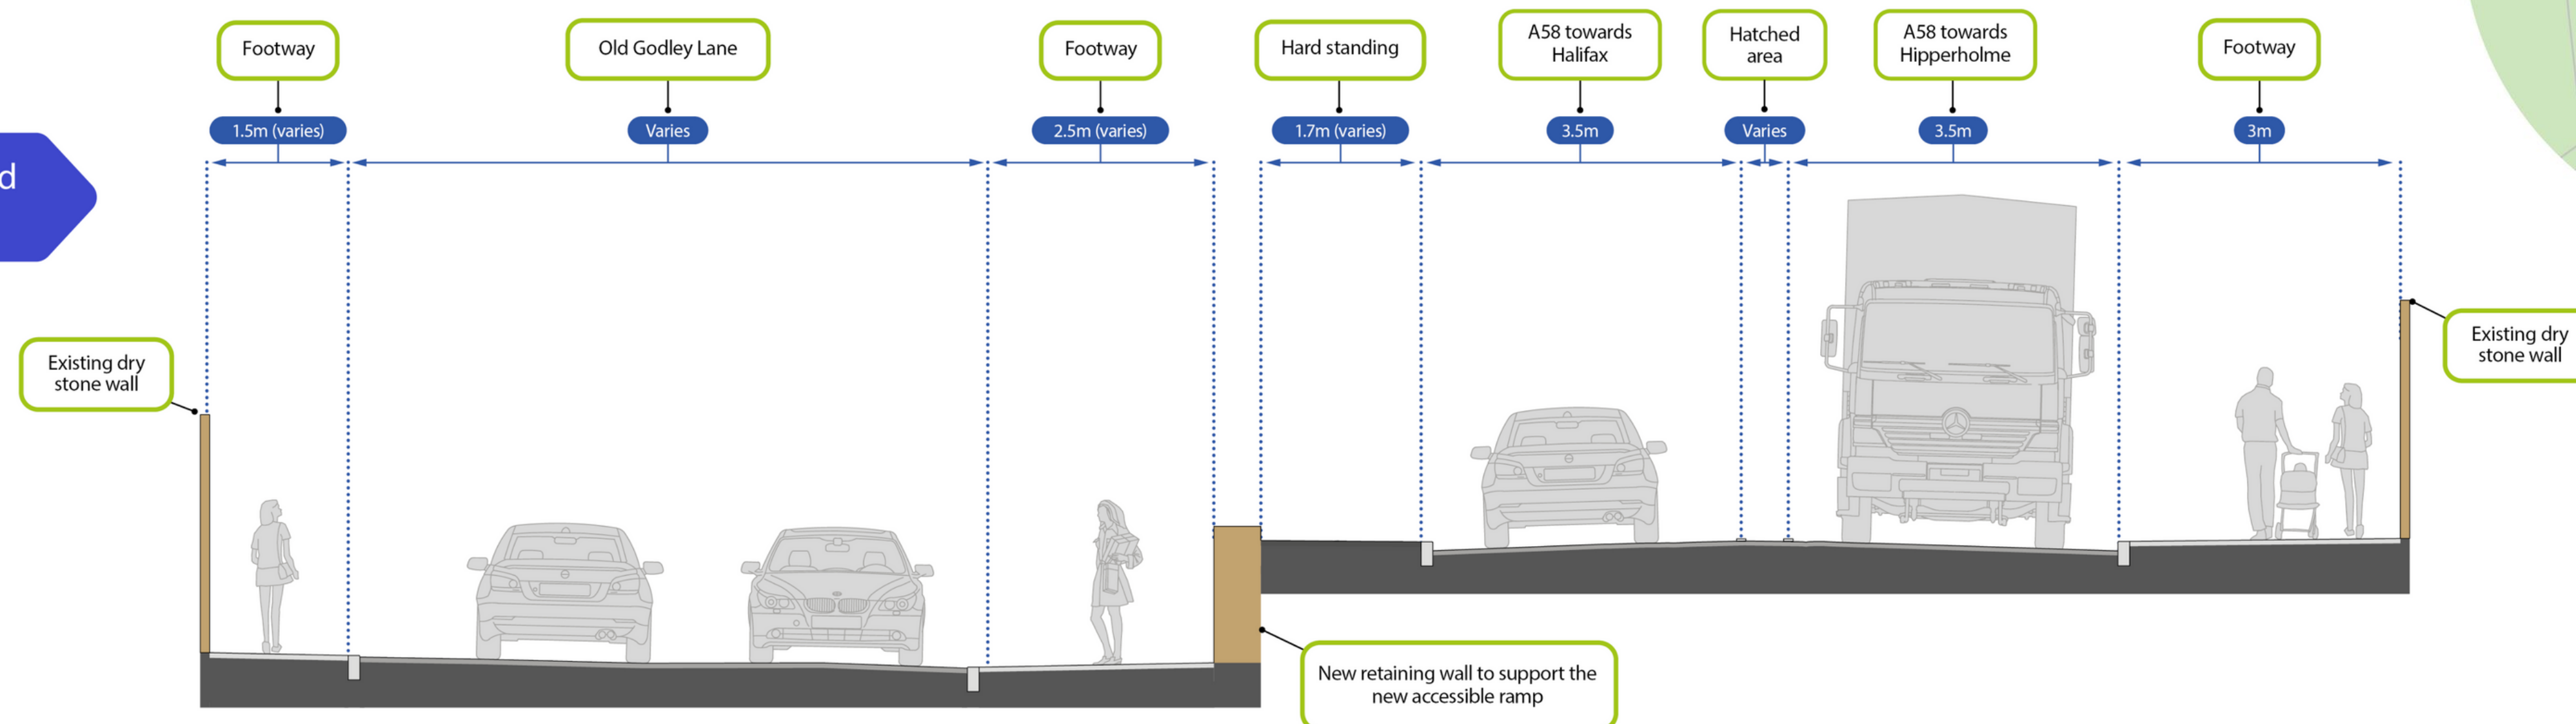 Footway
Old Godley Lane
Footway
Hard standing
A58 towards
Halifax
Hatched
area
A58 towards
Hipperholme
Footway
1.5m (varies)
Varies
2.5m (varies)
1.7m (varies)
3.5m
Varies
3.5m
3m
d
Existing dry
stone wall
Existing dry
stone wall
New retaining wall to support the
new accessible ramp